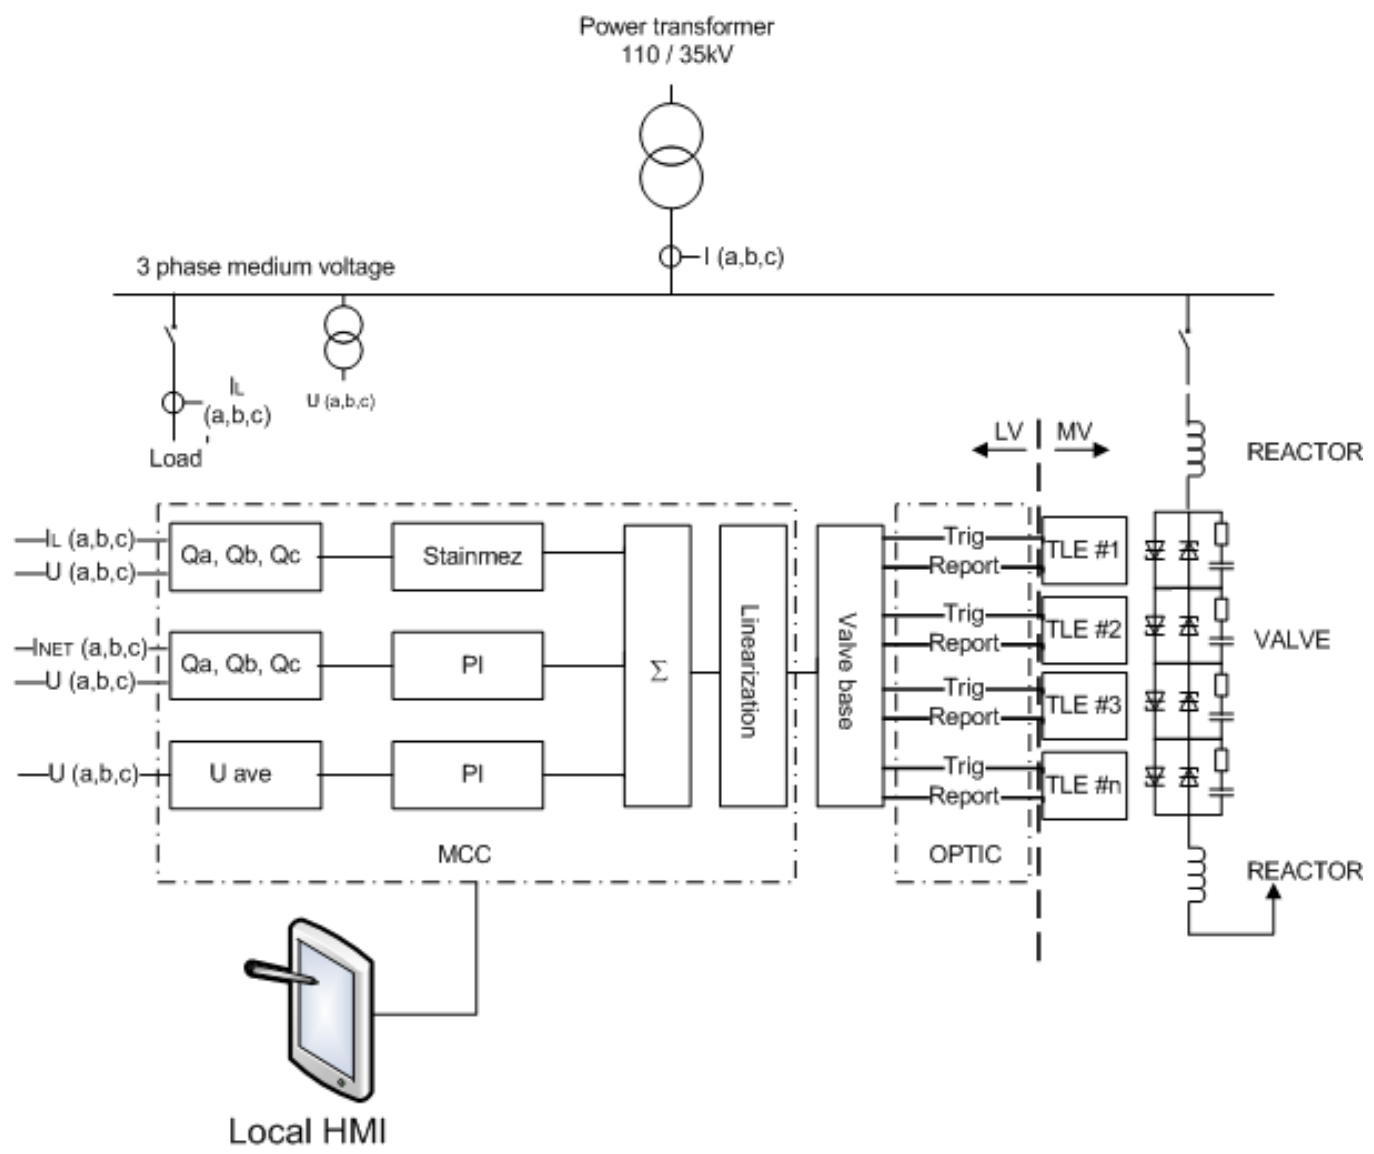 Power transformer
110 / 35kV
I (a,b,c)
3 phase medium voltage
IL
(a,b,c)
U (a,b,c)
Load
LV
MV
REACTOR
IL (a,b,c)
U (a,b,c)
Qa, Qb, Qc
Stainmez
INET (a,b,c)
U (a,b,c)
Qa, Qb, Qc
PI
U (a,b,c)
U ave
PI
Σ
Linearization
Valve base
Trig
Report
TLE #1
Trig
Report
TLE #2
Trig
Report
TLE #3
Trig
Report
TLE #n
VALVE
MCC
OPTIC
REACTOR
Local HMI